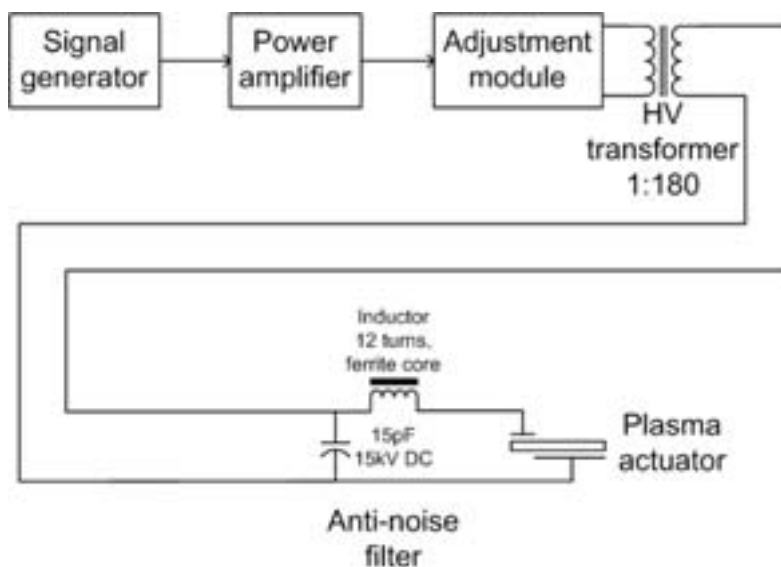 Signal
generator
Power
amplifier
Adjustment
module
HV
transformer
1:180
Inductor
12 turns,
ferrite core
15pF
15kV DC
Plasma
actuator
Anti-noise
filter